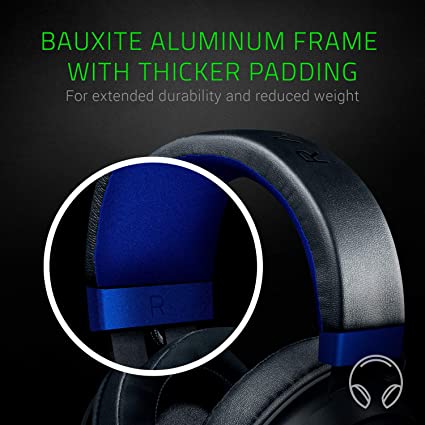 BAUXITE ALUMINUM FRAME
WITH THICKER PADDING
For extended durability and reduced weight
R